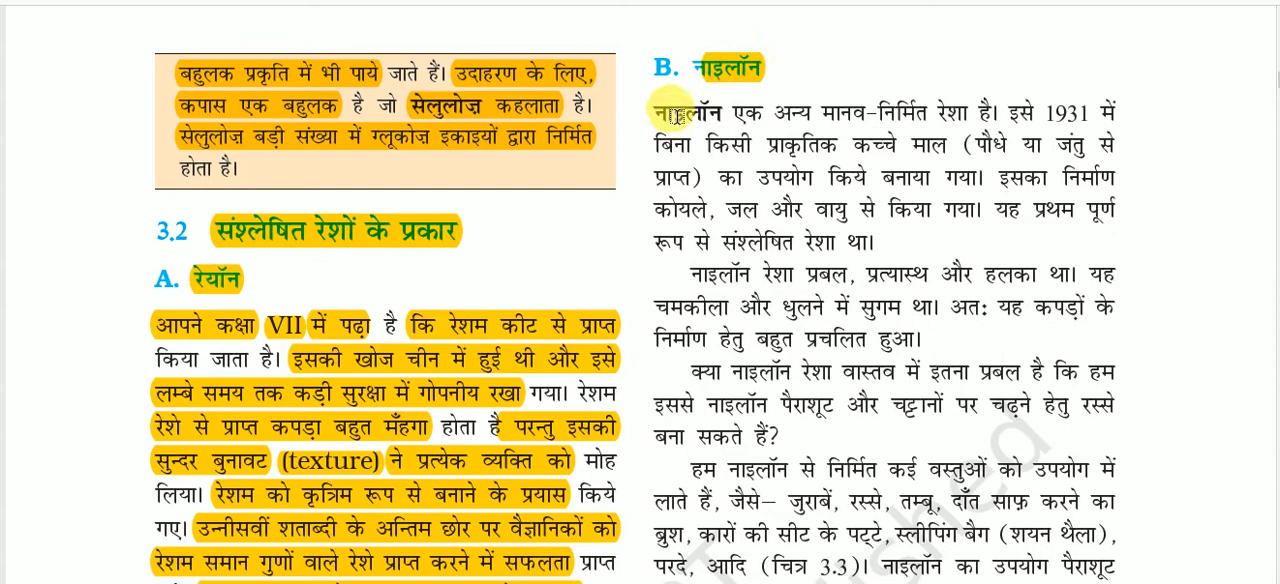 बहुलक प्रकृति में भी पाये जाते हैं। उदाहरण के लिए,
कपास एक बहुलक है जो सेलुलोज़ कहलाता है।
सेलुलोज़ बड़ी संख्या में ग्लूकोज़ इकाइयों द्वारा निर्मित
होता है।
3.2 संश्लेषित रेशों के प्रकार
A. रेयॉन
आपने कक्षा VII में पढ़ा है कि रेशम कीट से प्राप्त
किया जाता है। इसकी खोज चीन में हुई थी और इसे
लम्बे समय तक कड़ी सुरक्षा में गोपनीय रखा गया। रेशम
रेशे से प्राप्त कपड़ा बहुत मँहगा होता है परन्तु इसकी
सुन्दर बुनावट (texture) ने प्रत्येक व्यक्ति को मोह
लिया। रेशम को कृत्रिम रूप से बनाने के प्रयास किये
गए। उन्नीसवीं शताब्दी के अन्तिम छोर पर वैज्ञानिकों को
रेशम समान गुणों वाले रेशे प्राप्त करने में सफलता प्राप्त
B. नाइलॉन
नाइलॉन एक अन्य मानव-निर्मित रेशा है। इसे 1931 में
बिना किसी प्राकृतिक कच्चे माल (पौधे या जंतु से
प्राप्त) का उपयोग किये बनाया गया। इसका निर्माण
कोयले, जल और वायु से किया गया। यह प्रथम पूर्ण
रूप से संश्लेषित रेशा था।
नाइलॉन रेशा प्रबल, प्रत्यास्थ और हलका था। यह
चमकीला और धुलने में सुगम था। अत: यह कपड़ों के
निर्माण हेतु बहुत प्रचलित हुआ।
क्या नाइलॉन रेशा वास्तव में इतना प्रबल है कि हम
इससे नाइलॉन पैराशूट और चट्टानों पर चढ़ने हेतु रस्से
बना सकते हैं?
हम नाइलॉन से निर्मित कई वस्तुओं को उपयोग में
लाते हैं, जैसे– जुराबें, रस्से, तम्बू, दाँत साफ़ करने का
ब्रुश, कारों की सीट के पट्टे, स्लीपिंग बैग (शयन थैला),
परदे, आदि (चित्र 3.3)। नाइलॉन का उपयोग पैराशूट